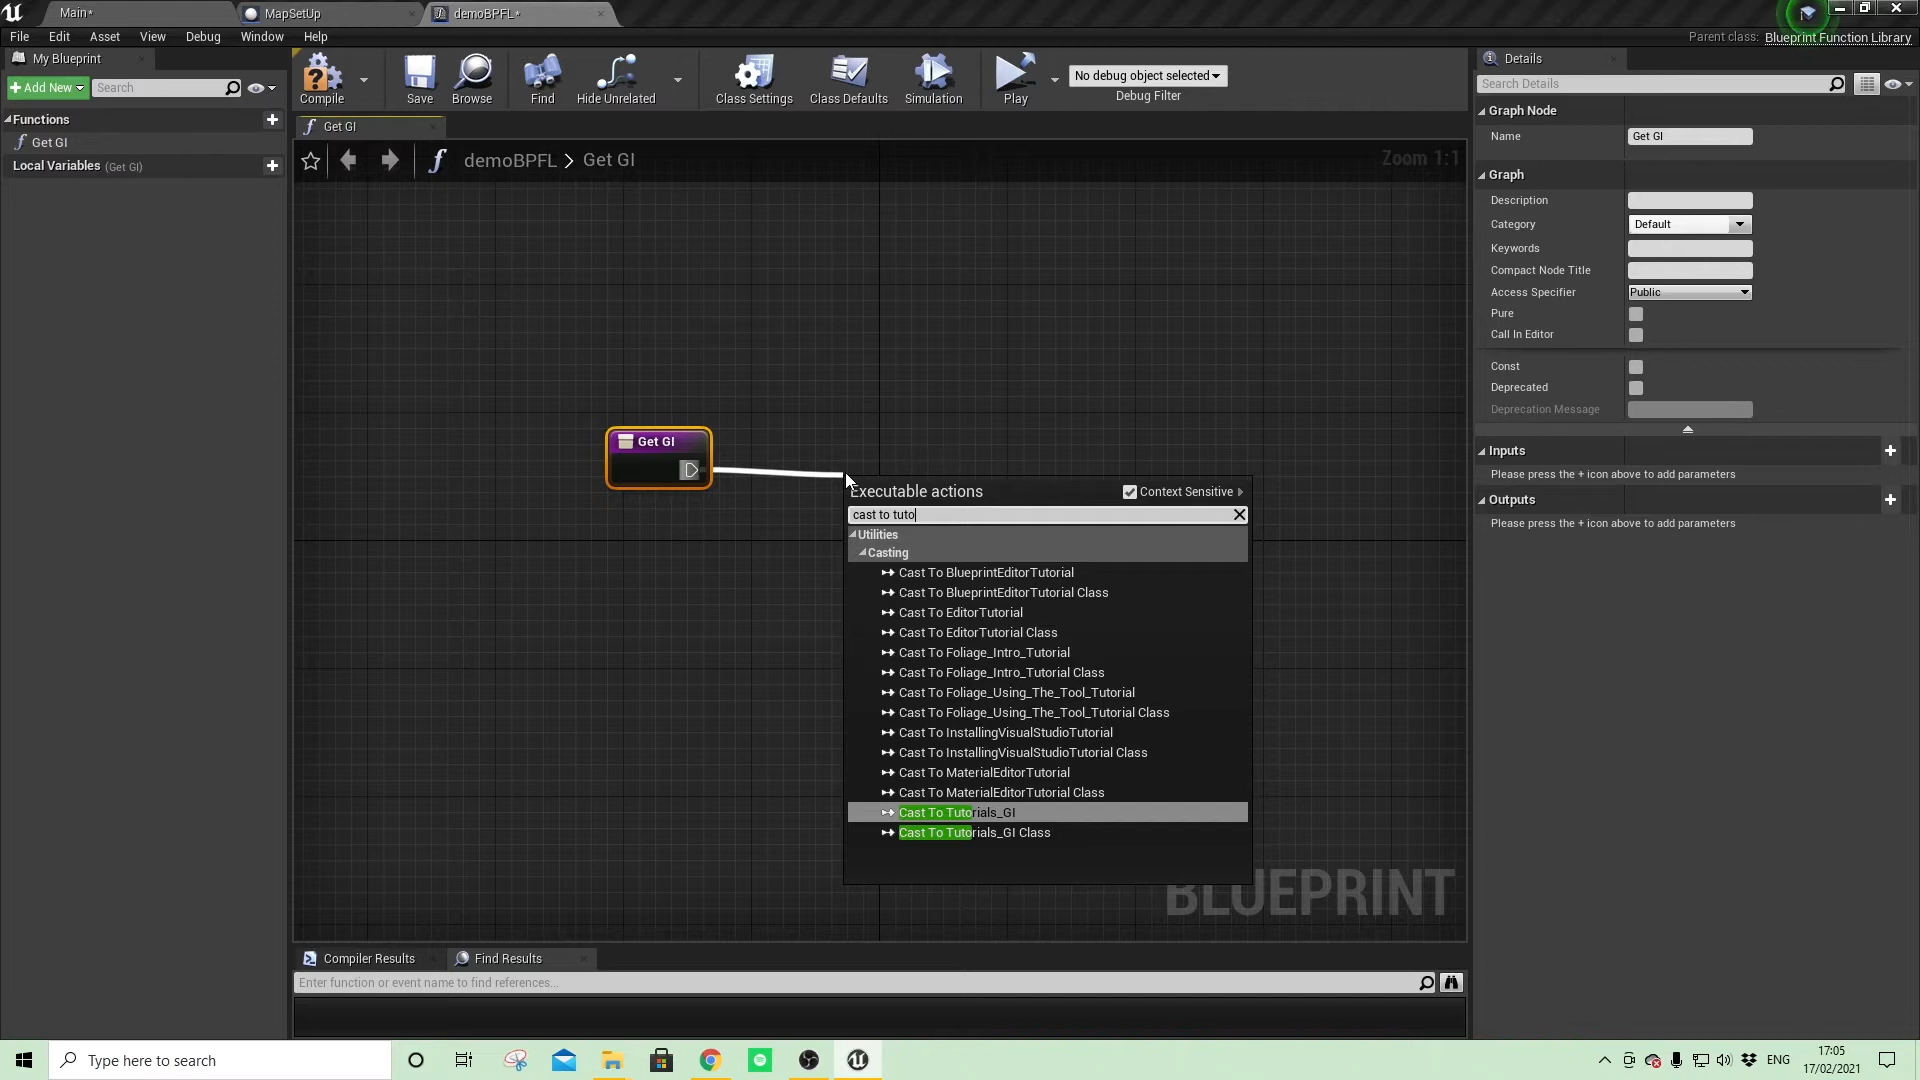 Main*
MapSetUp
demoBPFL*
File Edit Asset View Debug Window Help
Parent class: Blueprint Function Library
My Blueprint
Add New
Search
Functions
Get GI
Local Variables (Get GI)
Compile
Save
Browse
Find
Hide Unrelated
Class Settings
Class Defaults
Simulation
Play
No debug object selected
Debug Filter
Get GI
demoBPFL > Get GI
Zoom 1:1
Get GI
Executable actions
Context Sensitive
cast to tuto
Utilities
Casting
Cast To BlueprintEditorTutorial
Cast To BlueprintEditorTutorial Class
Cast To EditorTutorial
Cast To EditorTutorial Class
Cast To Foliage_Intro_Tutorial
Cast To Foliage_Intro_Tutorial Class
Cast To Foliage_Using_The_Tool_Tutorial
Cast To Foliage_Using_The_Tool_Tutorial Class
Cast To InstallingVisualStudioTutorial
Cast To InstallingVisualStudioTutorial Class
Cast To MaterialEditorTutorial
Cast To MaterialEditorTutorial Class
Cast To Tutorials_GI
Cast To Tutorials_GI Class
BLUEPRINT
Compiler Results
Find Results
Enter function or event name to find references...
Details
Search Details
Graph Node
Name
Get GI
Graph
Description
Category
Default
Keywords
Compact Node Title
Access Specifier
Public
Pure
Call In Editor
Const
Deprecated
Deprecation Message
Inputs
Please press the + icon above to add parameters
Outputs
Please press the + icon above to add parameters
Type here to search
ENG
17:05
17/02/2021